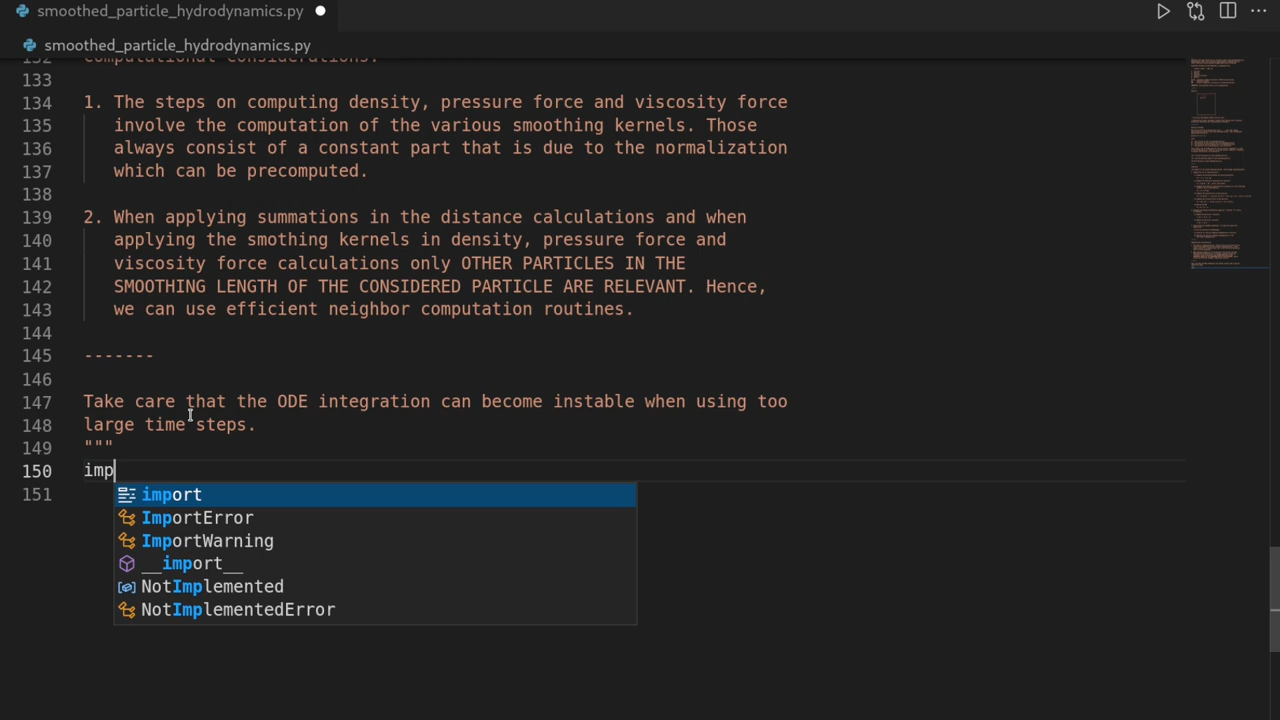 smoothed_particle_hydrodynamics.py
smoothed_particle_hydrodynamics.py
132 computational considerations:
133
134 1. The steps on computing density, pressure force and viscosity force
135 involve the computation of the various smoothing kernels. Those
136 always consist of a constant part that is due to the normalization
137 which can be precomputed.
138
139 2. When applying summations in the distance calculations and when
140 applying the smothing kernels in density, pressure force and
141 viscosity force calculations only OTHER PARTICLES IN THE
142 SMOOTHING LENGTH OF THE CONSIDERED PARTICLE ARE RELEVANT. Hence,
143 we can use efficient neighbor computation routines.
144
145 -------
146
147 Take care that the ODE integration can become instable when using too
148 large time steps.
149 """
150 imp
151
import
ImportError
ImportWarning
__import__
NotImplemented
NotImplementedError